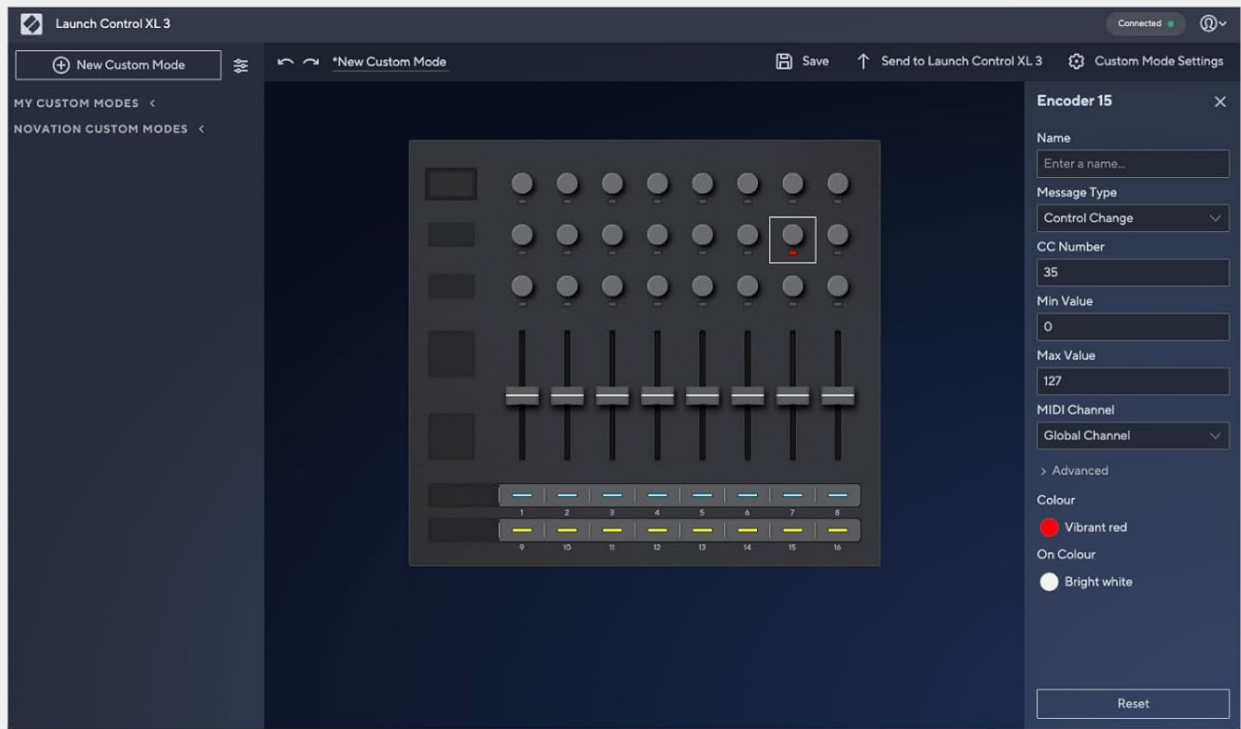 Launch Control XL 3
Connected
New Custom Mode
*New Custom Mode
Save
Send to Launch Control XL 3
Custom Mode Settings
MY CUSTOM MODES <
NOVATION CUSTOM MODES <
Encoder 15
Name
Enter a name...
Message Type
Control Change
CC Number
35
Min Value
0
Max Value
127
MIDI Channel
Global Channel
> Advanced
Colour
Vibrant red
On Colour
Bright white
Reset
1 2 3 4 5 6 7 8
9 10 11 12 13 14 15 16